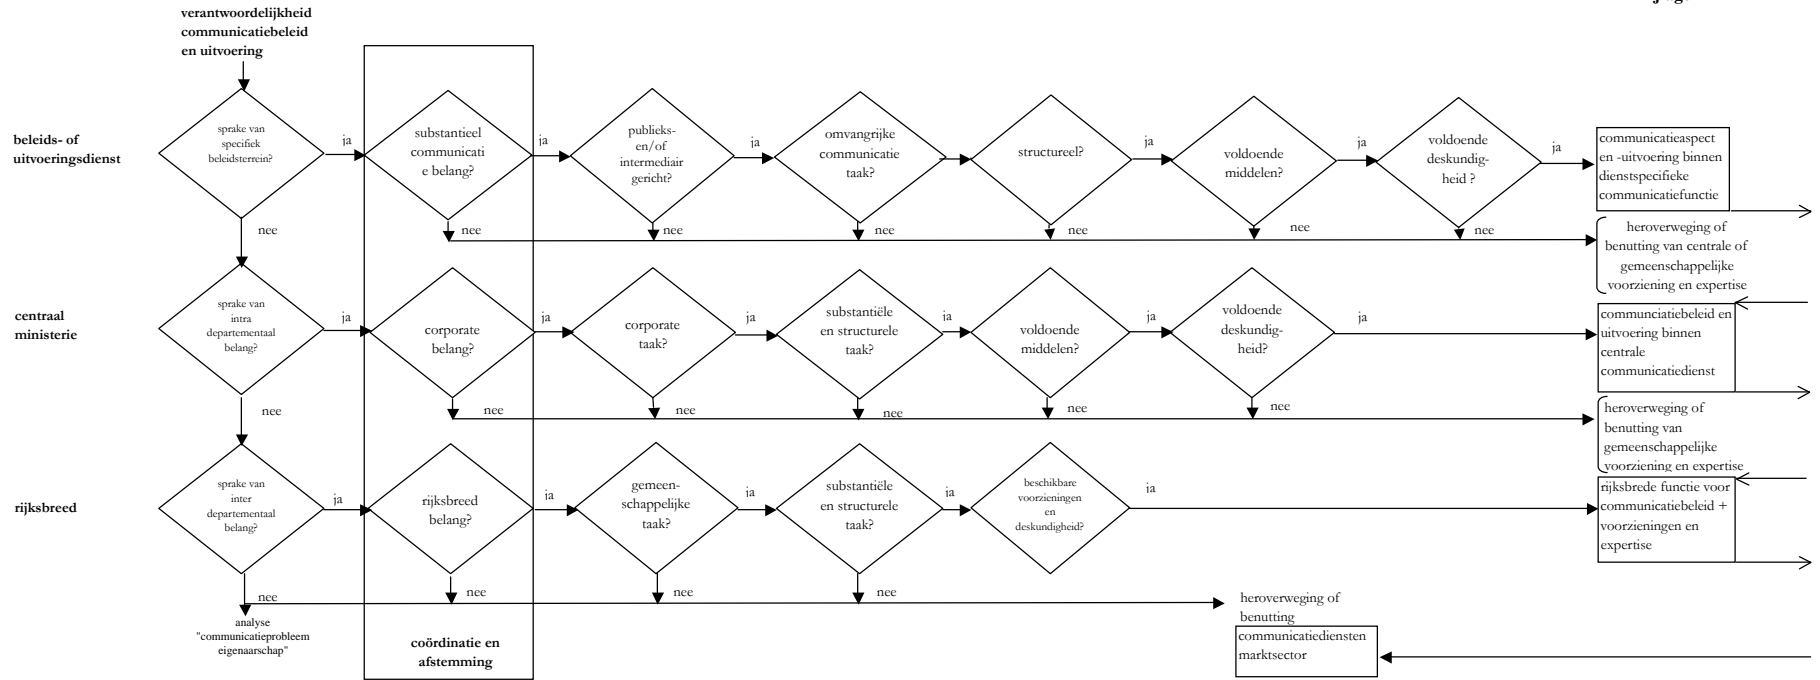 verantwoordelijkheid
communicatiebeleid
en uitvoering
beleids- of
uitvoeringsdienst
sprake van
specifiek
beleidsterrein?
ja
substantieel
communicati
e belang?
ja
publieks-
en/of
intermediair
gericht?
ja
omvangrijke
communicatie
taak?
structureel?
ja
voldoende
middelen?
ja
voldoende
deskundig-
heid ?
ja
communicatieaspect
en -uitvoering binnen
dienstspecifieke
communicatiefunctie
nee
nee
nee
nee
nee
nee
nee
heroverweging of
benutting van centrale of
gemeenschappelijke
voorziening en expertise
centraal
ministerie
sprake van
intra
departementaal
belang?
ja
corporate
belang?
ja
corporate
taak?
ja
substantiële
en structurele
taak?
ja
voldoende
middelen?
ja
voldoende
deskundig-
heid?
ja
communciatiebeleid en
uitvoering binnen
centrale
communicatiedienst
nee
nee
nee
nee
nee
nee
heroverweging of
benutting van
gemeenschappelijke
voorziening en expertise
rijksbreed
sprake van
inter
departementaal
belang?
ja
rijksbreed
belang?
ja
gemeen-
schappelijke
taak?
ja
substantiële
en structurele
taak?
ja
beschikbare
voorzieningen
en
deskundigheid?
ja
rijksbrede functie voor
communicatiebeleid +
voorzieningen en
expertise
nee
nee
nee
nee
analyse
"communicatieprobleem
eigenaarschap"
coördinatie en
afstemming
heroverweging of
benutting
communicatiediensten
marktsector